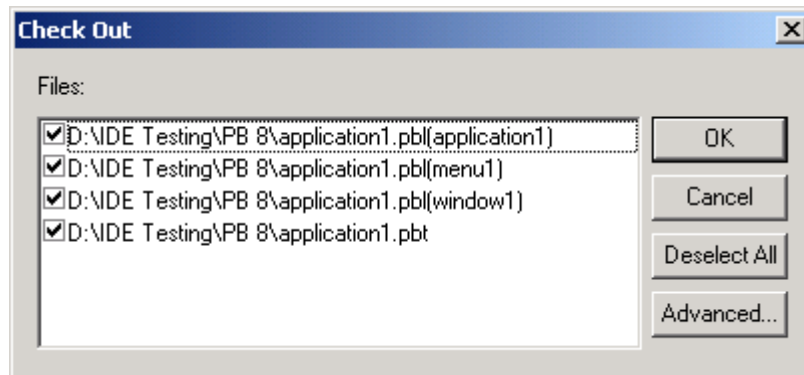 Check Out
Files:
D:\IDE Testing\PB 8\application1.pbl(application1)
D:\IDE Testing\PB 8\application1.pbl(menu1)
D:\IDE Testing\PB 8\application1.pbl(window1)
D:\IDE Testing\PB 8\application1.pbt
OK
Cancel
Deselect All
Advanced...